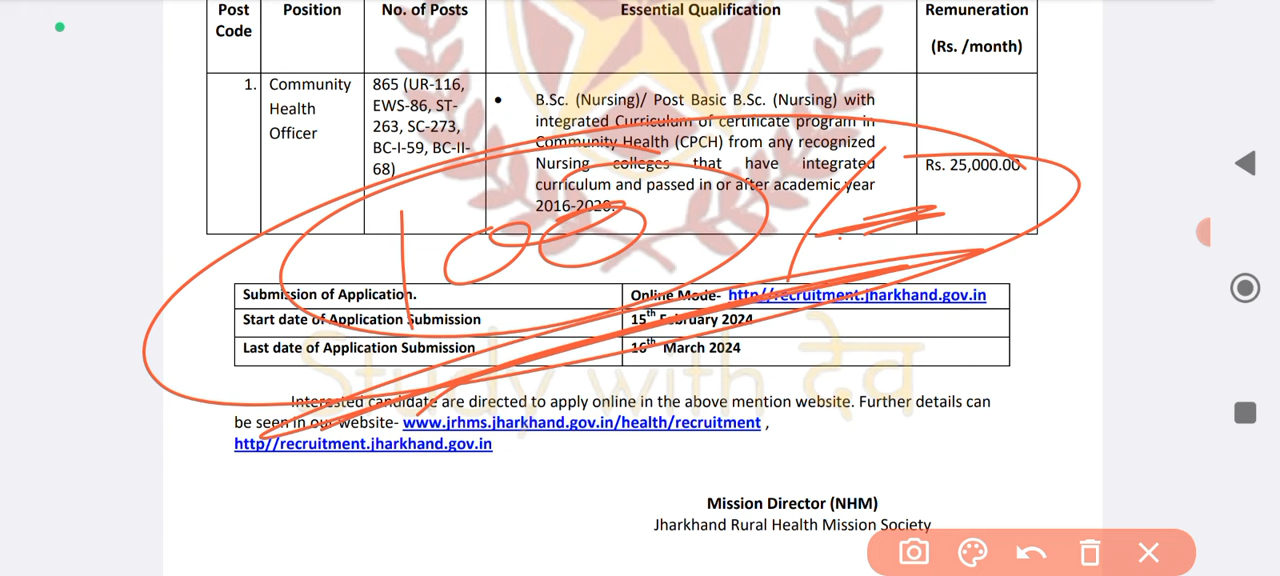 Post Code
Position
No. of Posts
Essential Qualification
Remuneration
(Rs. /month)
1.
Community Health Officer
865 (UR-116,
EWS-86, ST-
263, SC-273,
BC-I-59, BC-II-
68)
• B.Sc. (Nursing)/ Post Basic B.Sc. (Nursing) with
integrated Curriculum of certificate program in
Community Health (CPCH) from any recognized
Nursing colleges that have integrated
curriculum and passed in or after academic year
2016-2020.
Rs. 25,000.00
100
Submission of Application. Online Mode- http//recruitment.jharkhand.gov.in
Start date of Application Submission 15th February 2024
Last date of Application Submission 16th March 2024
Study with देव
Interested candidate are directed to apply online in the above mention website. Further details can
be seen in our website- www.jrhms.jharkhand.gov.in/health/recruitment ,
http//recruitment.jharkhand.gov.in
Mission Director (NHM)
Jharkhand Rural Health Mission Society